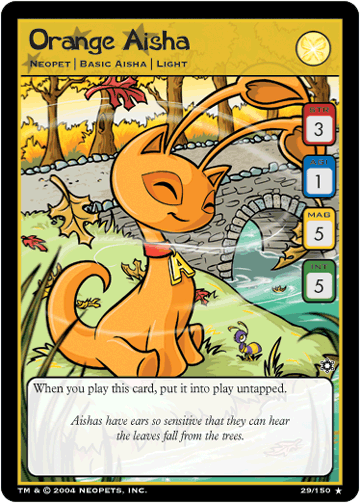 Orange Aisha
NEOPET | BASIC AISHA | LIGHT
STR
3
AGI
1
MAG
5
INT
5
A
When you play this card, put it into play untapped.
Aishas have ears so sensitive that they can hear
the leaves fall from the trees.
TM & © 2004 NEOPETS, INC.
29/150 ★